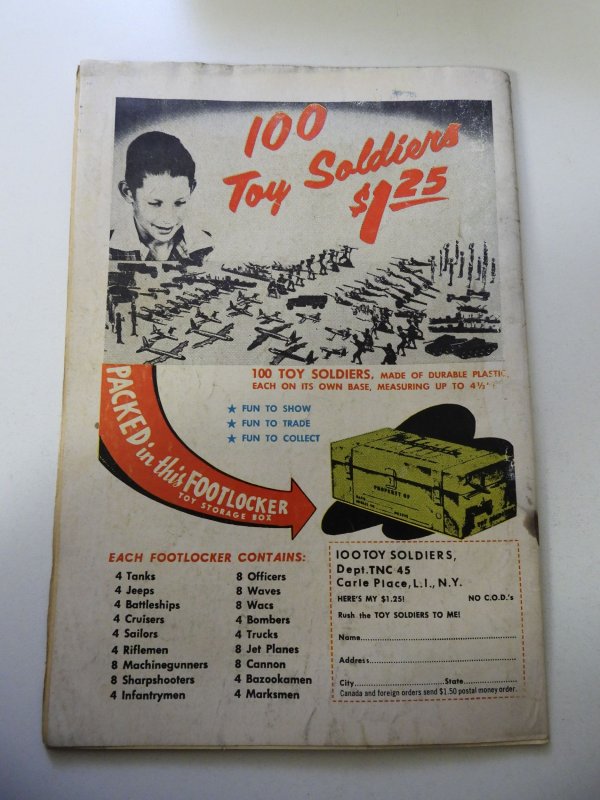 100
Toy Soldiers
$1.25
100 TOY SOLDIERS, MADE OF DURABLE PLASTIC,
EACH ON ITS OWN BASE, MEASURING UP TO 4½"
★ FUN TO SHOW
★ FUN TO TRADE
★ FUN TO COLLECT
PACKED in this FOOTLOCKER
TOY STORAGE BOX
PROPERTY OF
EACH FOOTLOCKER CONTAINS:
4 Tanks
4 Jeeps
4 Battleships
4 Cruisers
4 Sailors
4 Riflemen
8 Machinegunners
8 Sharpshooters
4 Infantrymen
8 Officers
8 Waves
8 Wacs
4 Bombers
4 Trucks
8 Jet Planes
8 Cannon
4 Bazookamen
4 Marksmen
100 TOY SOLDIERS,
Dept. TNC 45
Carle Place, L.I., N.Y.
HERE'S MY $1.25! NO C.O.D.'s
Rush the TOY SOLDIERS TO ME!
Name
Address
City State
Canada and foreign orders send $1.50 postal money order.